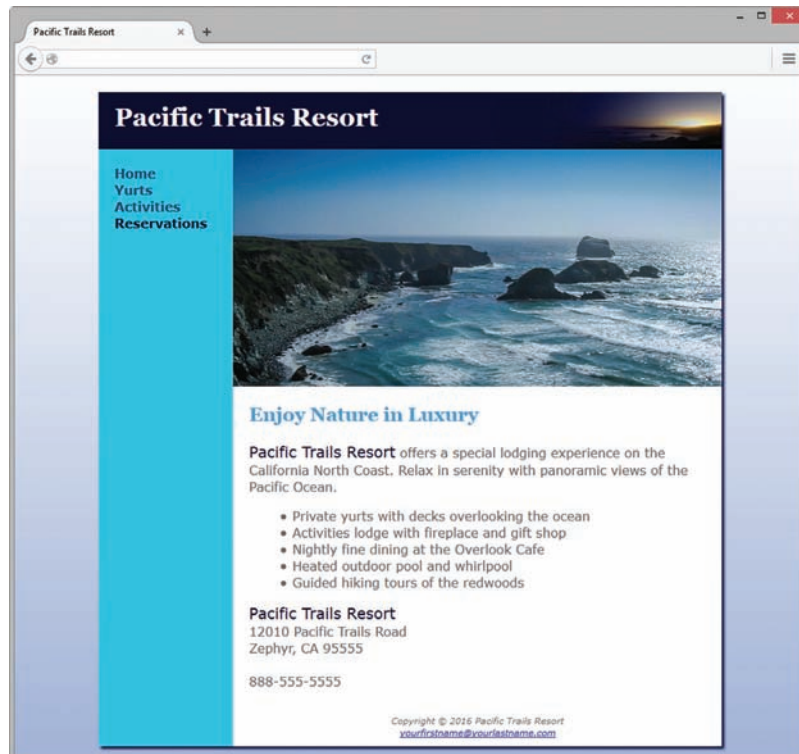 Pacific Trails Resort
Pacific Trails Resort
Home
Yurts
Activities
Reservations
Enjoy Nature in Luxury
Pacific Trails Resort offers a special lodging experience on the
California North Coast. Relax in serenity with panoramic views of the
Pacific Ocean.
• Private yurts with decks overlooking the ocean
• Activities lodge with fireplace and gift shop
• Nightly fine dining at the Overlook Cafe
• Heated outdoor pool and whirlpool
• Guided hiking tours of the redwoods
Pacific Trails Resort
12010 Pacific Trails Road
Zephyr, CA 95555
888-555-5555
Copyright © 2016 Pacific Trails Resort
yourfirstname@yourlastname.com